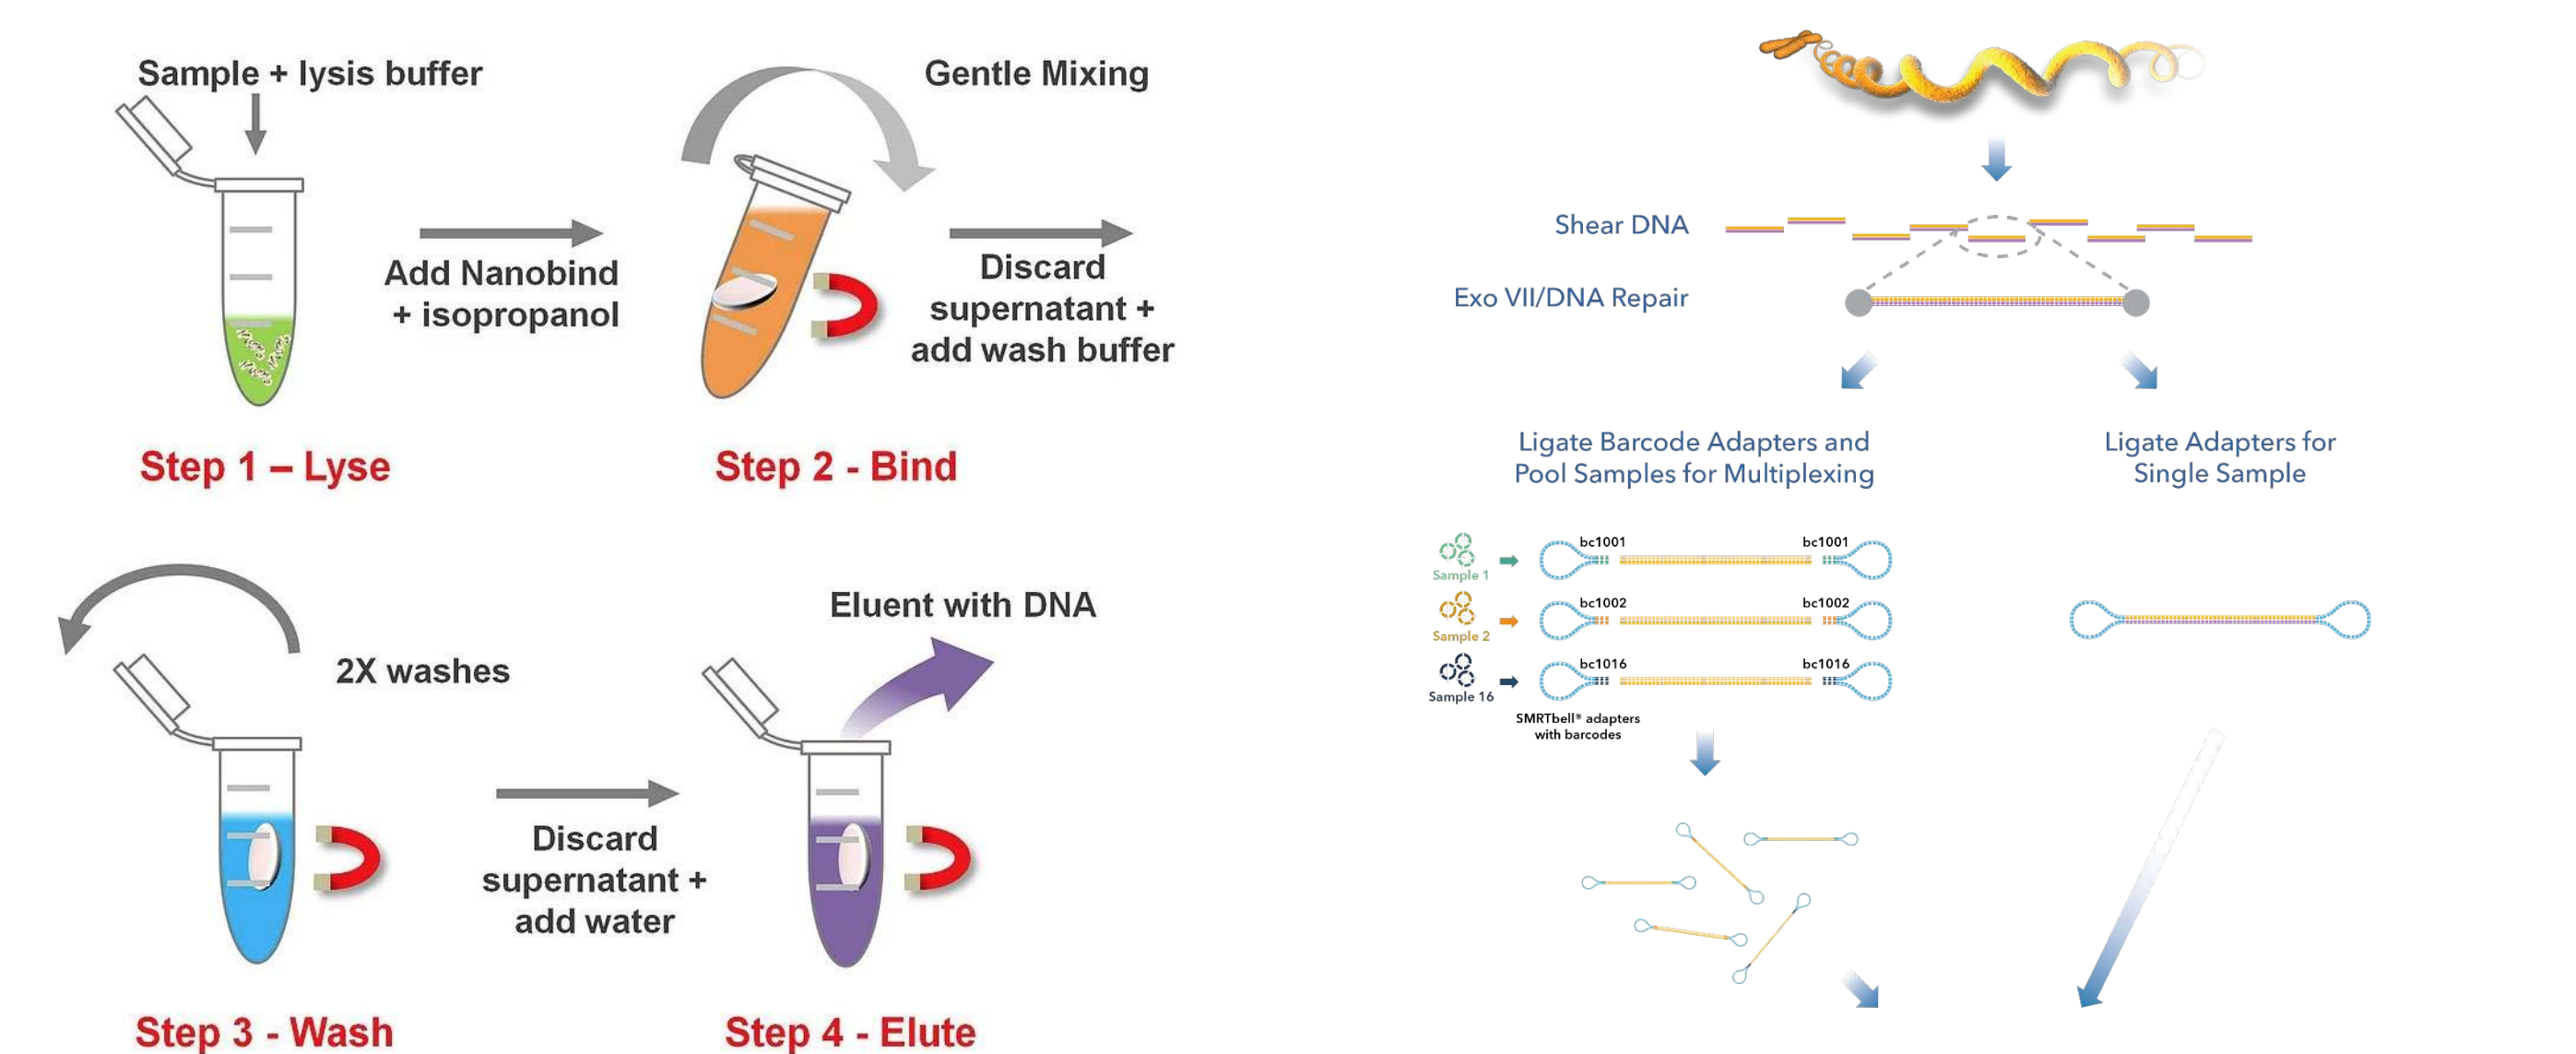 Sample + lysis buffer
Add Nanobind
+ isopropanol
Step 1 – Lyse
Gentle Mixing
Discard
supernatant +
add wash buffer
Step 2 - Bind
2X washes
Discard
supernatant +
add water
Step 3 - Wash
Eluent with DNA
Step 4 - Elute
Shear DNA
Exo VII/DNA Repair
Ligate Barcode Adapters and
Pool Samples for Multiplexing
Ligate Adapters for
Single Sample
Sample 1
bc1001
bc1001
Sample 2
bc1002
bc1002
Sample 16
bc1016
bc1016
SMRTbell® adapters
with barcodes